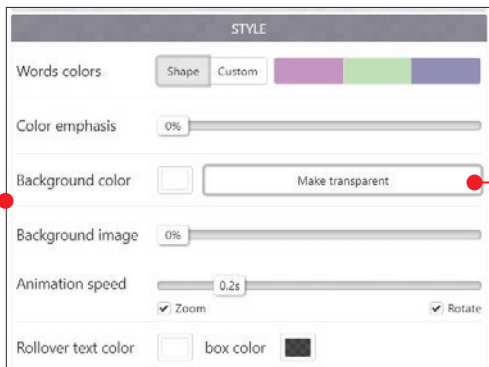 STYLE
Words colors Shape Custom
Color emphasis 0%
Background color Make transparent
Background image 0%
Animation speed 0.2s
Zoom Rotate
Rollover text color box color